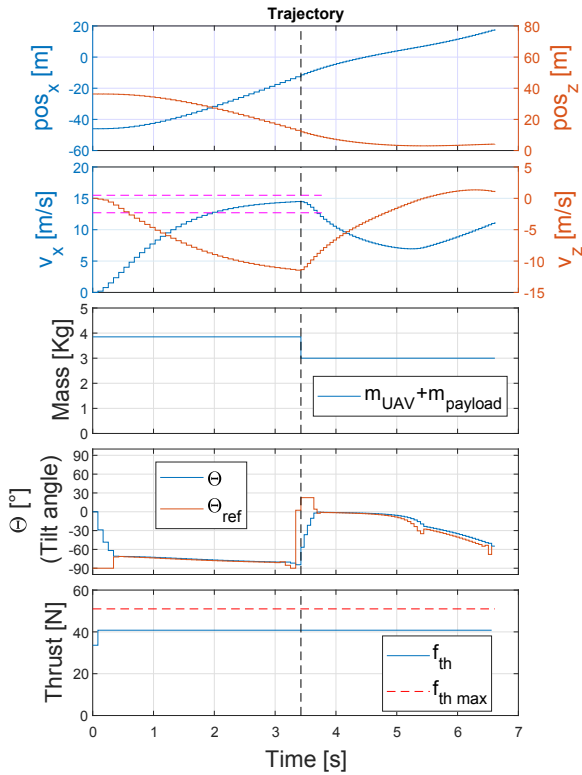 Trajectory
20
0
-20
-40
-60
pos_x [m]
80
60
40
20
0
pos_z [m]
20
15
10
5
0
v_x [m/s]
5
0
-5
-10
-15
v_z [m/s]
5
4
3
2
1
0
Mass [Kg]
m_UAV+m_payload
90
60
30
0
-30
-60
-90
Θ [°]
(Tilt angle)
Θ
Θ_ref
60
40
20
0
Thrust [N]
f_th
f_th max
0 1 2 3 4 5 6 7
Time [s]